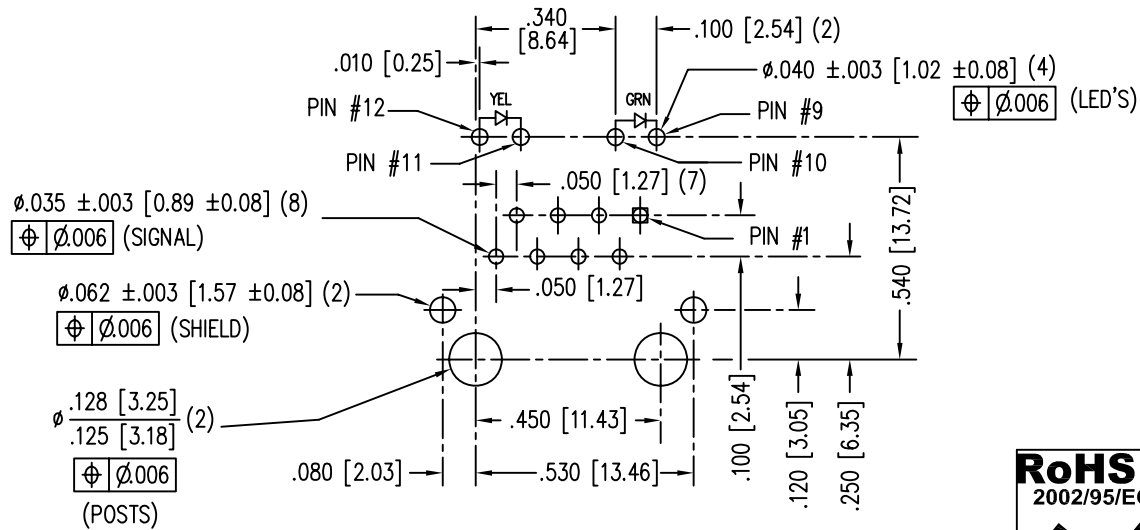 .340
[8.64]
.100 [2.54] (2)
.010 [0.25]
ø.040 ±.003 [1.02 ±0.08] (4)
⌖ Ø.006 (LED'S)
PIN #12
YEL
GRN
PIN #9
PIN #11
PIN #10
.050 [1.27] (7)
ø.035 ±.003 [0.89 ±0.08] (8)
⌖ Ø.006 (SIGNAL)
PIN #1
.540 [13.72]
ø.062 ±.003 [1.57 ±0.08] (2)
.050 [1.27]
⌖ Ø.006 (SHIELD)
ø .128 [3.25]
.125 [3.18] (2)
⌖ Ø.006
(POSTS)
.450 [11.43]
.080 [2.03]
.530 [13.46]
.100 [2.54]
.120 [3.05]
.250 [6.35]
RoHS
2002/95/E